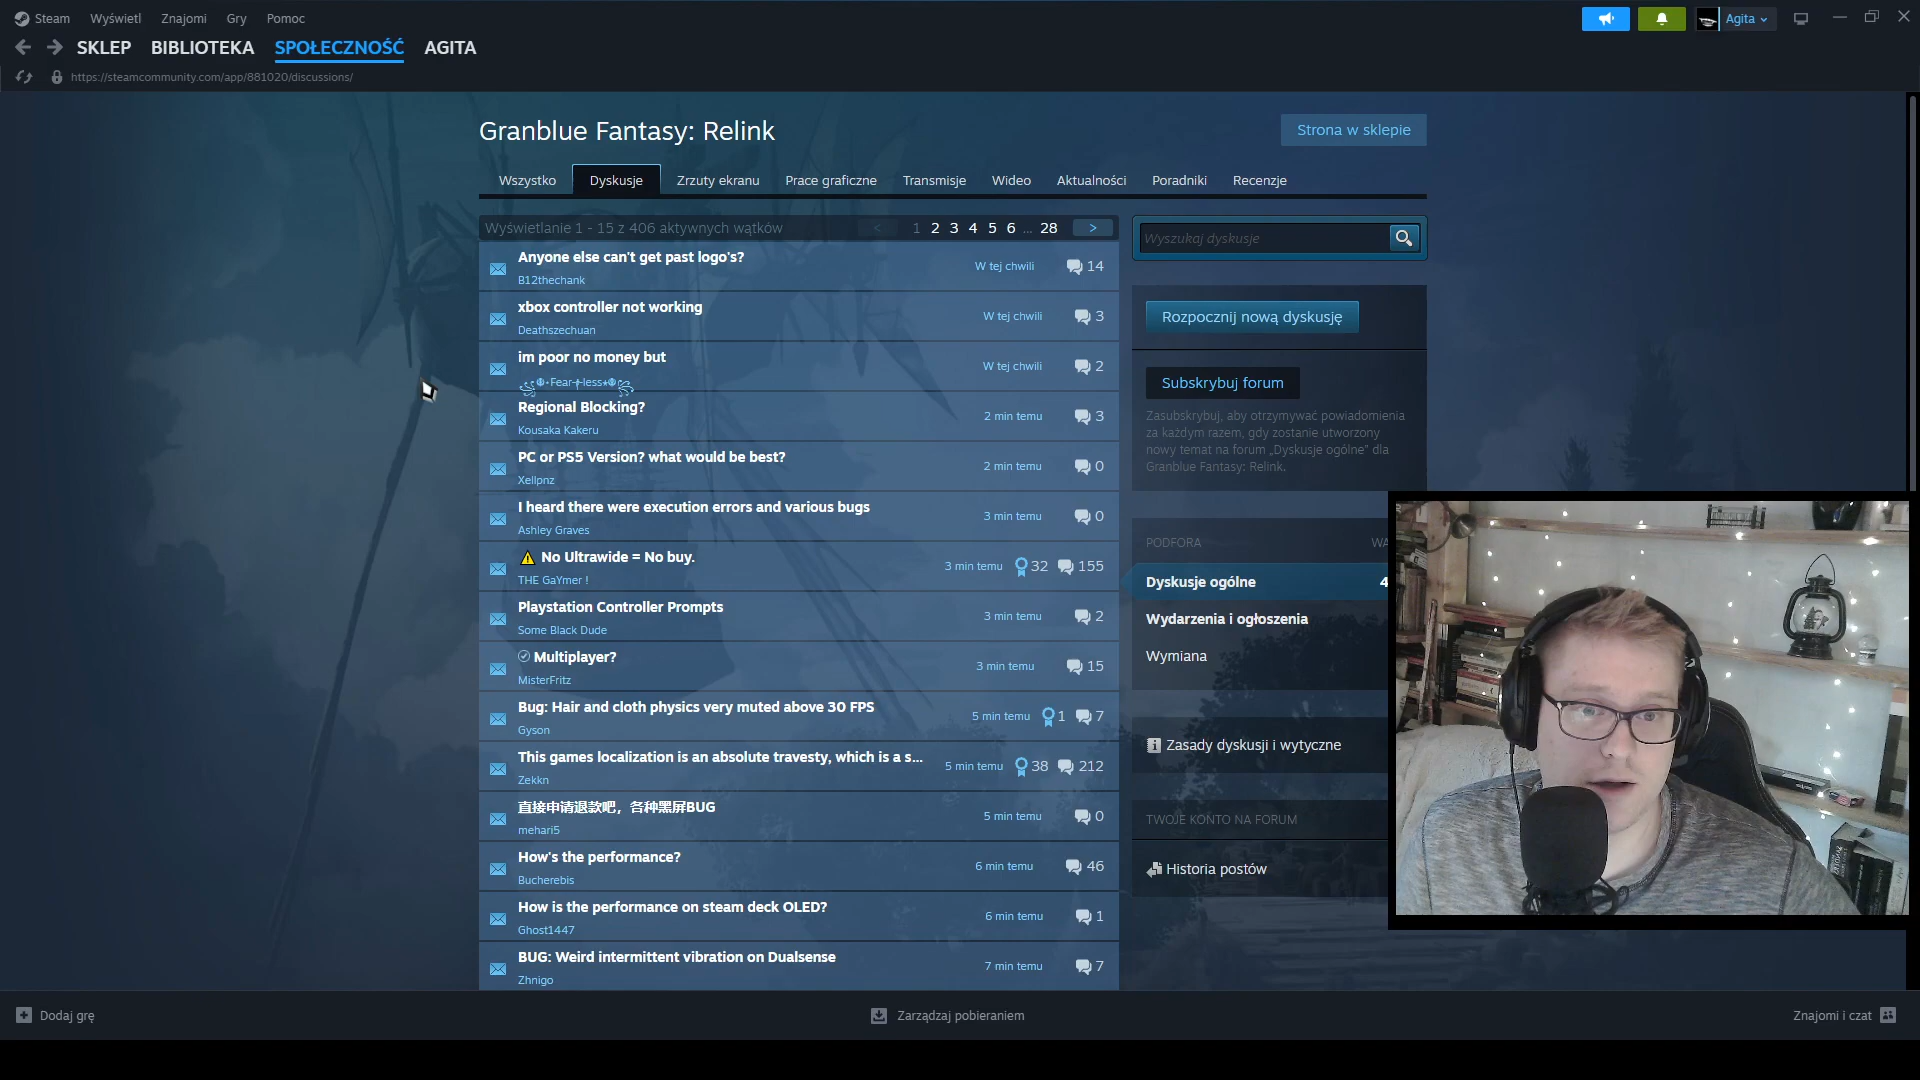 Steam Wyświetl Znajomi Gry Pomoc
Agita
SKLEP BIBLIOTEKA SPOŁECZNOŚĆ AGITA
https://steamcommunity.com/app/881020/discussions/
Granblue Fantasy: Relink
Strona w sklepie
Wszystko Dyskusje Zrzuty ekranu Prace graficzne Transmisje Wideo Aktualności Poradniki Recenzje
Wyświetlanie 1 - 15 z 406 aktywnych wątków < 1 2 3 4 5 6 ... 28 >
Anyone else can't get past logo's?
B12thechank
W tej chwili 14
xbox controller not working
Deathszechuan
W tej chwili 3
im poor no money but
W tej chwili 2
Regional Blocking?
Kousaka Kakeru
2 min temu 3
PC or PS5 Version? what would be best?
Xellpnz
2 min temu 0
I heard there were execution errors and various bugs
Ashley Graves
3 min temu 0
No Ultrawide = No buy.
THE GaYmer !
3 min temu 32 155
Playstation Controller Prompts
Some Black Dude
3 min temu 2
Multiplayer?
MisterFritz
3 min temu 15
Bug: Hair and cloth physics very muted above 30 FPS
Gyson
5 min temu 1 7
This games localization is an absolute travesty, which is a s...
Zekkn
5 min temu 38 212
直接申请退款吧，各种黑屏BUG
mehari5
5 min temu 0
How's the performance?
Bucherebis
6 min temu 46
How is the performance on steam deck OLED?
Ghost1447
6 min temu 1
BUG: Weird intermittent vibration on Dualsense
Zhnigo
7 min temu 7
Wyszukaj dyskusje
Rozpocznij nową dyskusję
Subskrybuj forum
Zasubskrybuj, aby otrzymywać powiadomienia
za każdym razem, gdy zostanie utworzony
nowy temat na forum „Dyskusje ogólne” dla
Granblue Fantasy: Relink.
PODFORA WĄ
Dyskusje ogólne 4
Wydarzenia i ogłoszenia
Wymiana
Zasady dyskusji i wytyczne
TWOJE KONTO NA FORUM
Historia postów
Dodaj grę
Zarządzaj pobieraniem
Znajomi i czat